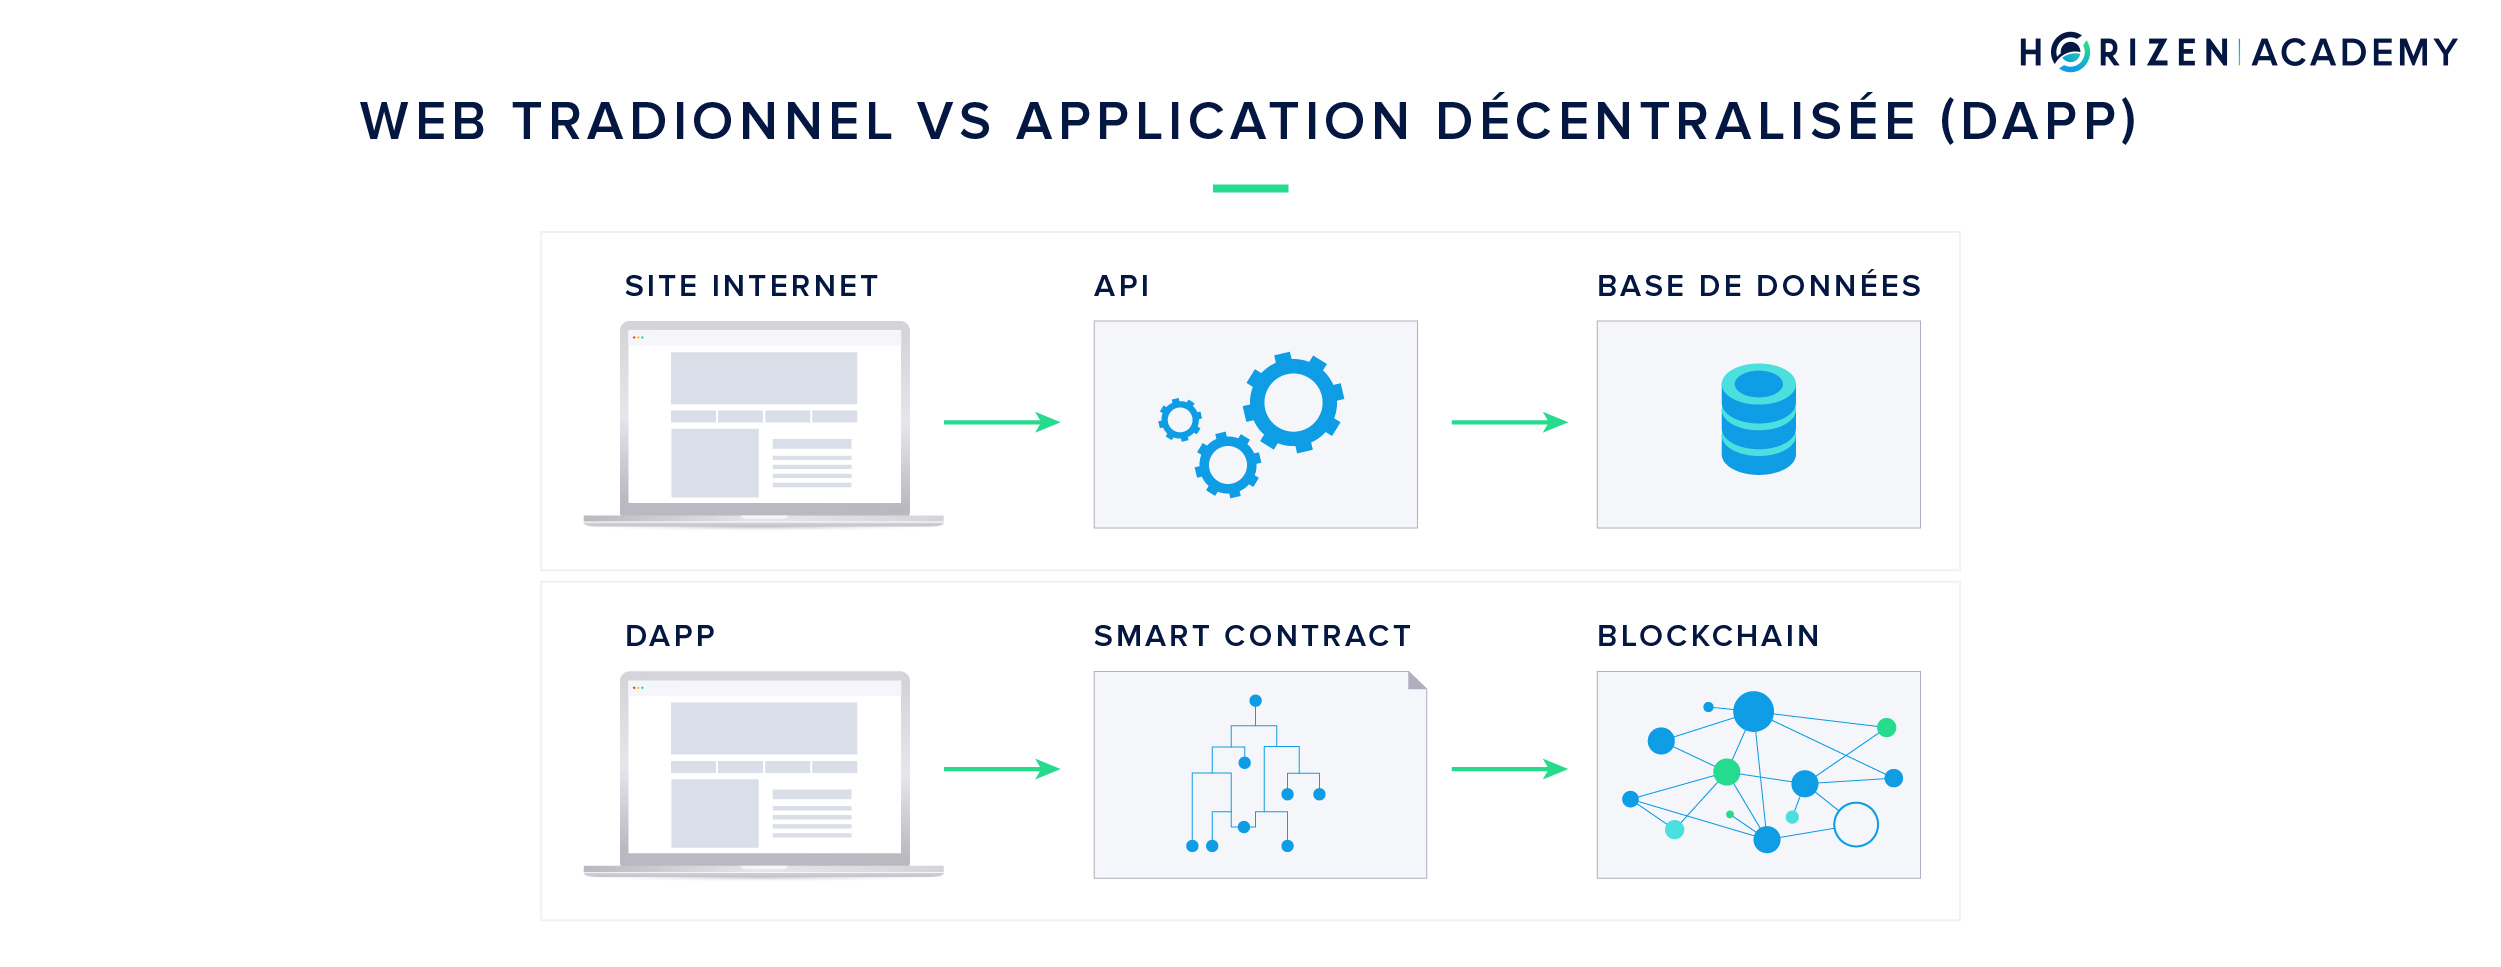 HORIZEN|ACADEMY
WEB TRADIONNEL VS APPLICATION DÉCENTRALISÉE (DAPP)
SITE INTERNET
API
BASE DE DONNÉES
DAPP
SMART CONTRACT
BLOCKCHAIN